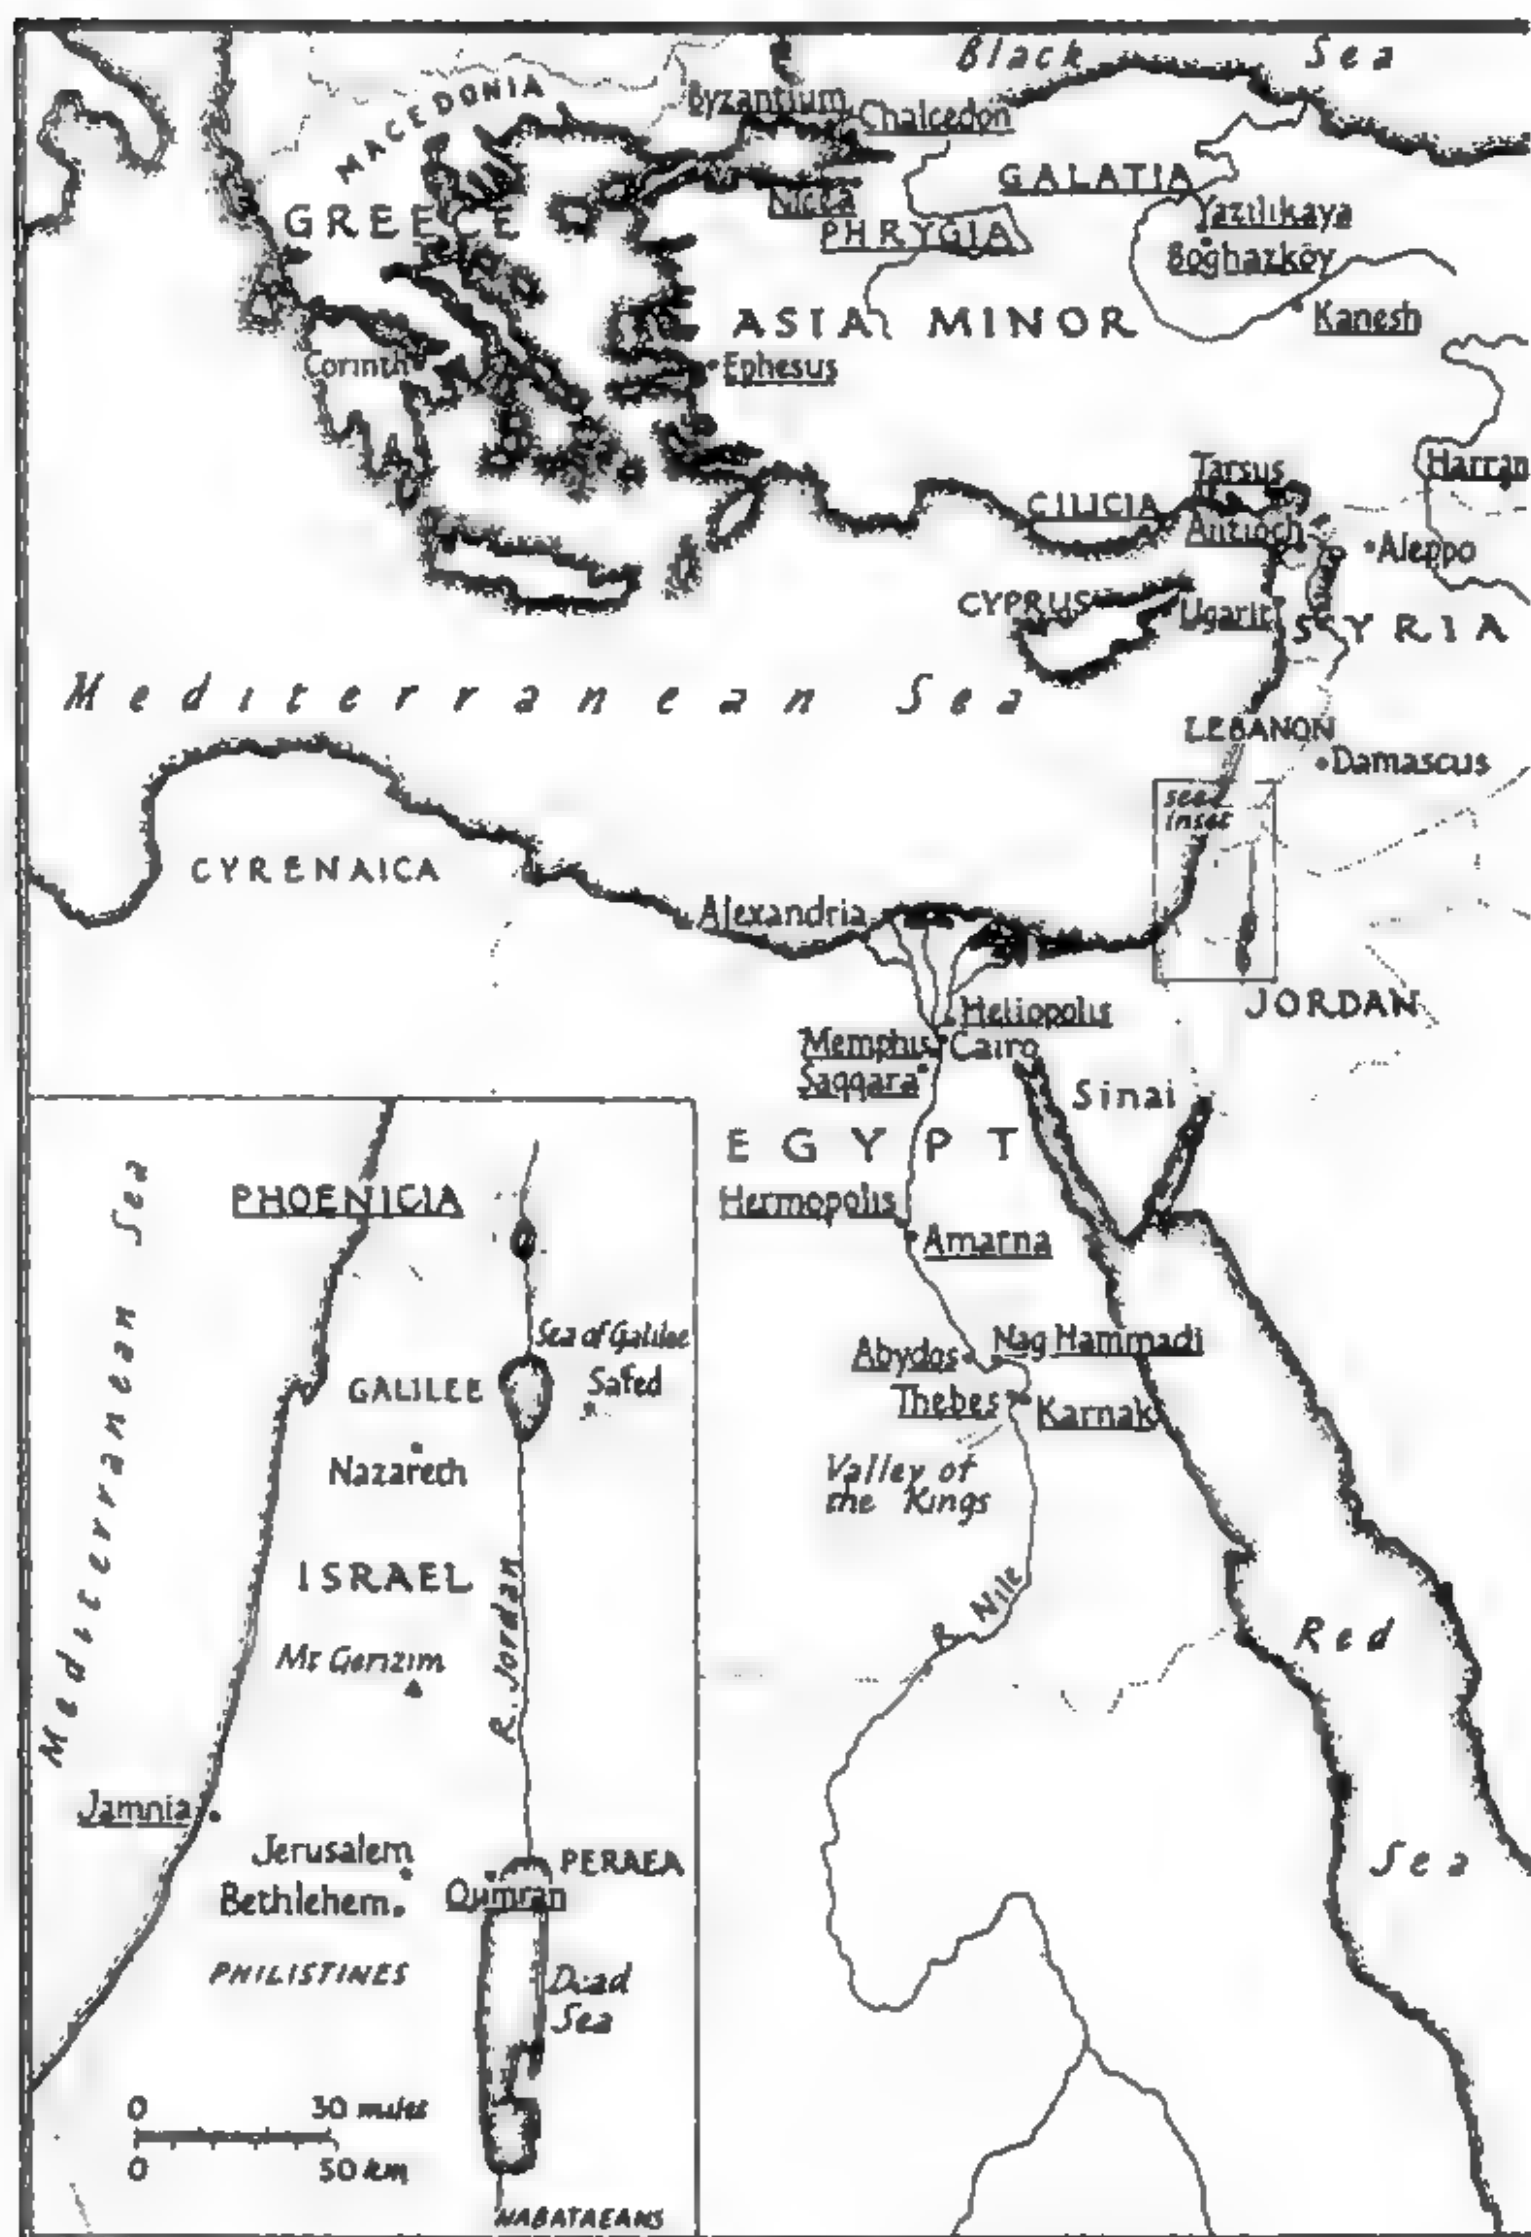 Black Sea
MACEDONIA
Byzantium
Chalcedon
GALATIA
Nicea
GREECE
PHRYGIA
Yazilikaya
Boghazköy
ASIA MINOR
Kanesh
Corinth
Ephesus
Tarsus
Harran
CILICIA
Antioch
Aleppo
CYPRUS
Ugarit
SYRIA
Mediterranean Sea
LEBANON
Damascus
see
inset
CYRENAICA
Alexandria
JORDAN
Heliopolis
Memphis
Cairo
Saqqara
Sinai
EGYPT
Hermopolis
Amarna
Abydos
Nag Hammadi
Thebes
Karnak
Valley of
the Kings
R. Nile
Red
Sea
Mediterranean Sea
PHOENICIA
Sea of Galilee
GALILEE
Safed
Nazareth
ISRAEL
R. Jordan
Mt Gerizim
Jamnia
Jerusalem
PERAEA
Bethlehem
Qumran
PHILISTINES
Dead
Sea
0 30 miles
0 50 km
NABATAEANS